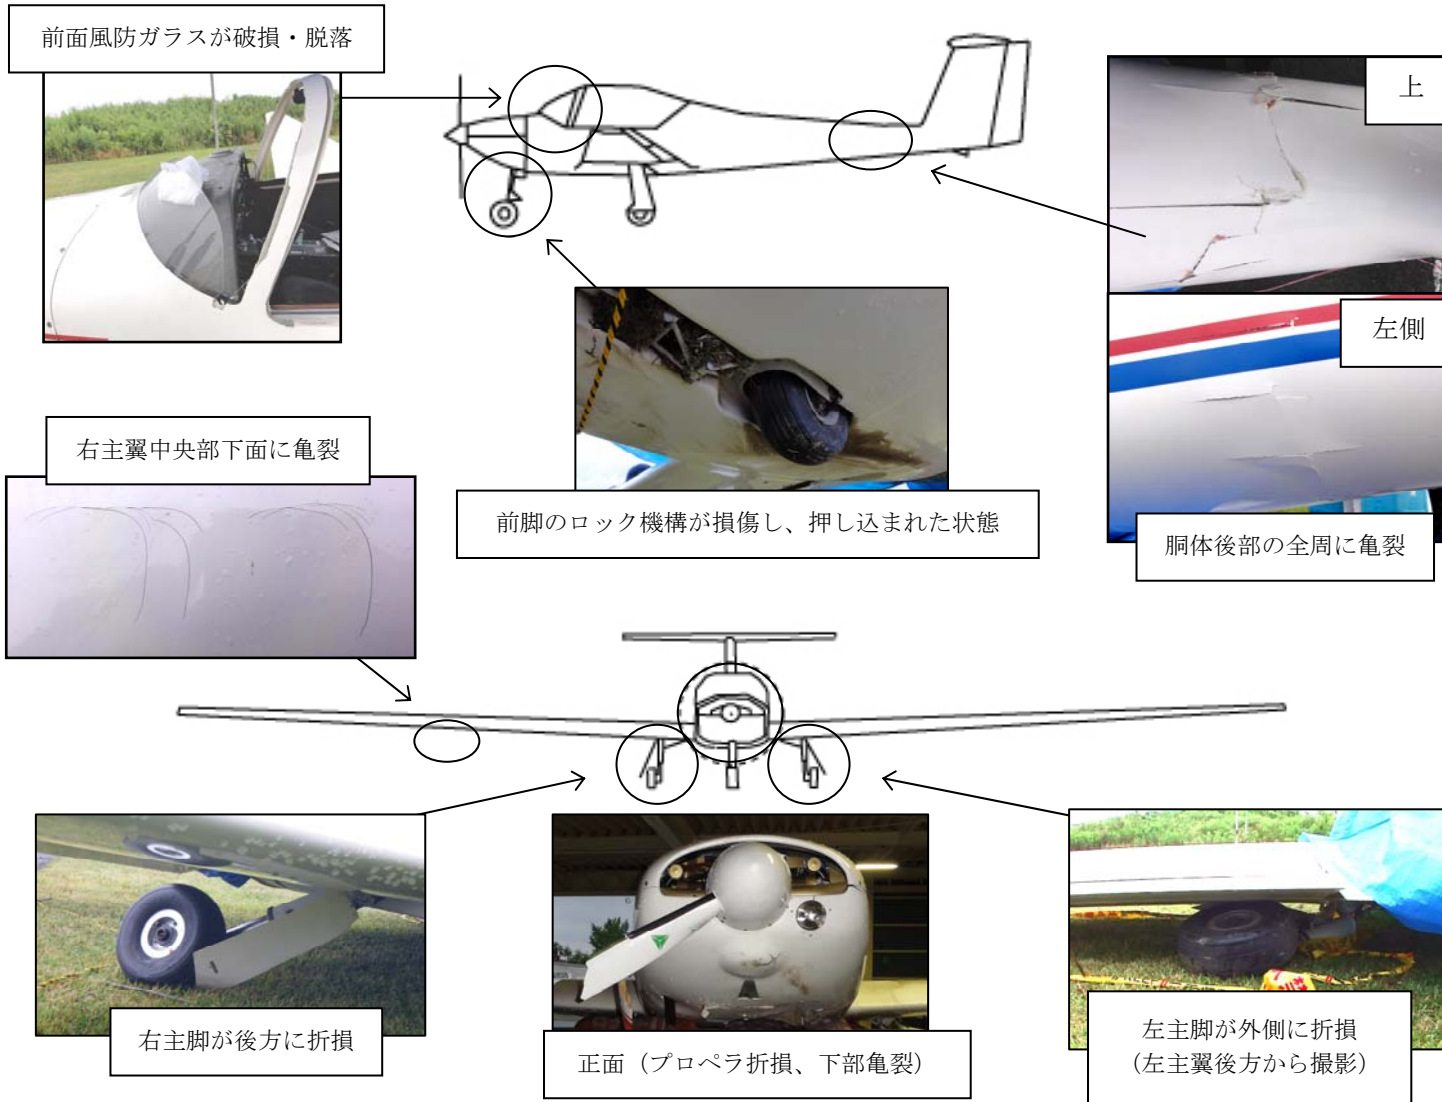 前面風防ガラスが破損・脱落
上
左側
右主翼中央部下面に亀裂
前脚のロック機構が損傷し、押し込まれた状態
胴体後部の全周に亀裂
右主脚が後方に折損
正面（プロペラ折損、下部亀裂）
左主脚が外側に折損
（左主翼後方から撮影）